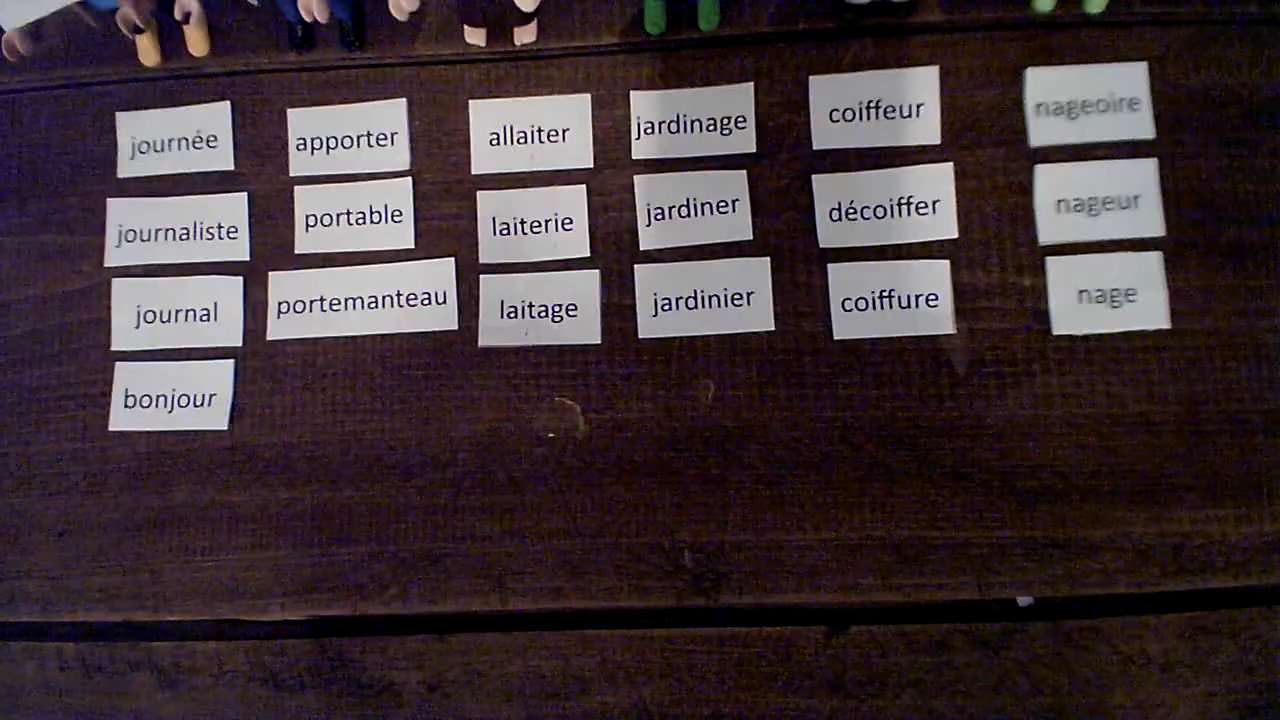 journée
journaliste
journal
bonjour
apporter
portable
portemanteau
allaiter
laiterie
laitage
jardinage
jardiner
jardinier
coiffeur
décoiffer
coiffure
nageoire
nageur
nage